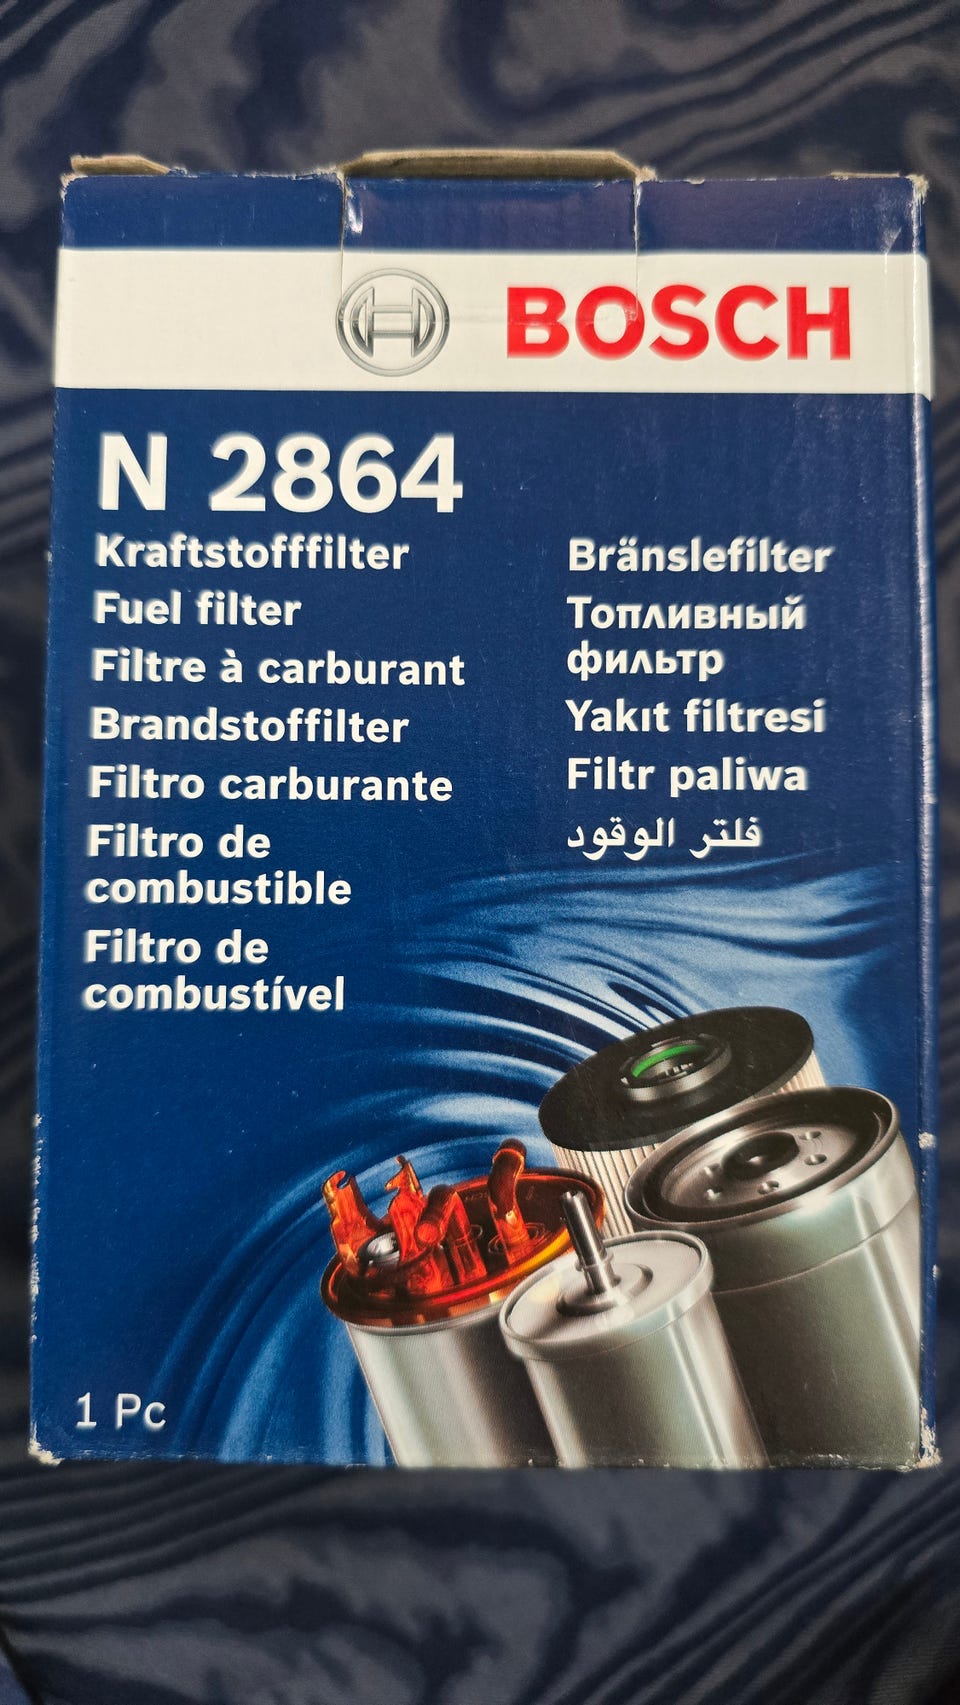 BOSCH
N 2864
Kraftstofffilter
Fuel filter
Filtre à carburant
Brandstoffilter
Filtro carburante
Filtro de
combustible
Filtro de
combustível
Bränslefilter
Топливный
фильтр
Yakıt filtresi
Filtr paliwa
فلتر الوقود
1 Pc